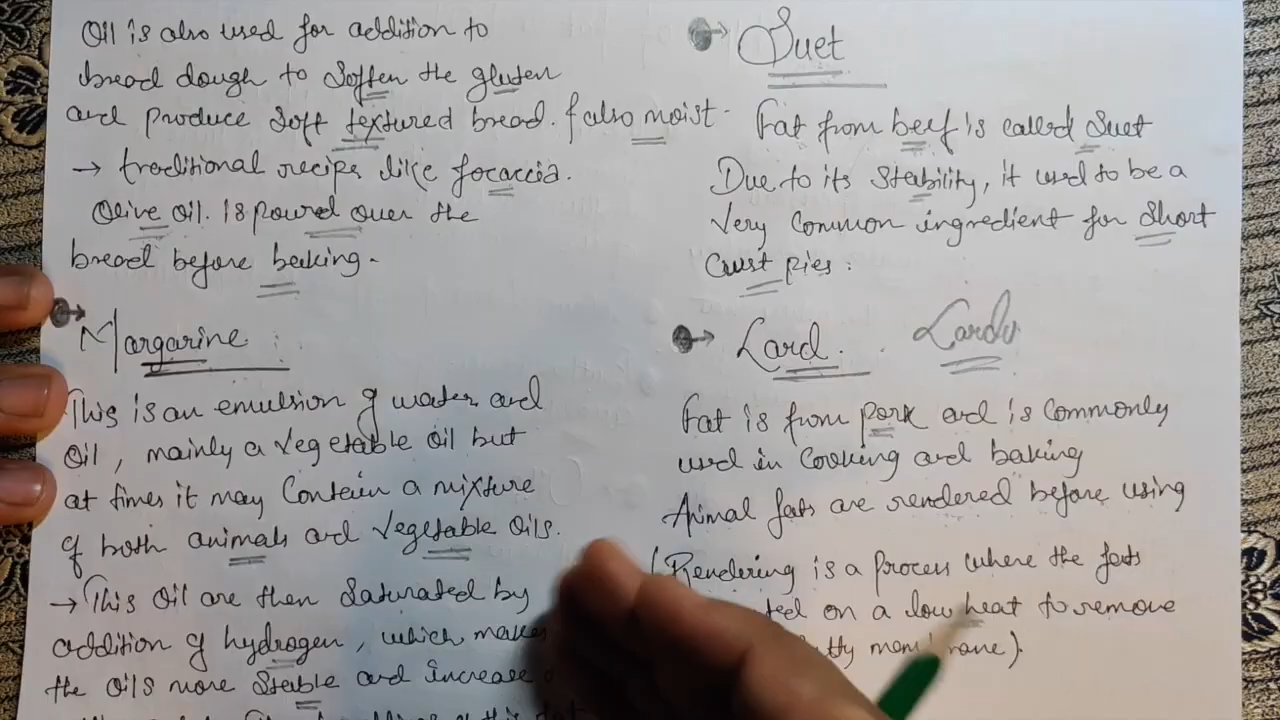 Oil is also used for addition to
bread dough to Soften the gluten
and produce Soft textured bread. & also moist.
→ traditional recipe like focaccia.
Olive oil. is poured over the
bread before baking.
Margarine
This is an emulsion of water and
Oil, mainly a vegetable oil but
at times it may Contain a mixture
of both animals and vegetable Oils.
→ This Oil are then Saturated by
addition of hydrogen, which makes
the Oils more Stable and increase
Suet
Fat from beef is called Suet
Due to its Stability, it used to be a
Very Common ingredient for Short
Crust pies.
Lard. Lardo
Fat is from pork and is Commonly
used in Cooking and baking
Animal fats are rendered before using
(Rendering is a process where the fats
on a low heat to remove
membrane).